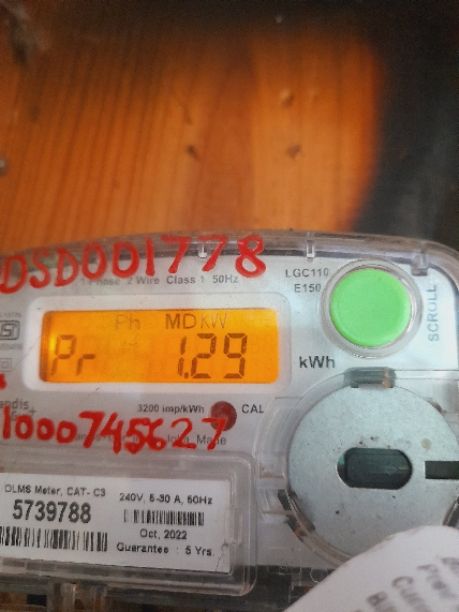 DSD001778
1 Phase 2 Wire Class 1 50Hz
LGC110
E150
SCROLL
Ph MD KW
Pr 1.29
kWh
3200 imp/kWh
CAL
1000745627
DLMS Meter, CAT- C3
5739788
240V, 5-30 A, 50Hz
Oct, 2022
Guarantee : 5 Yrs.